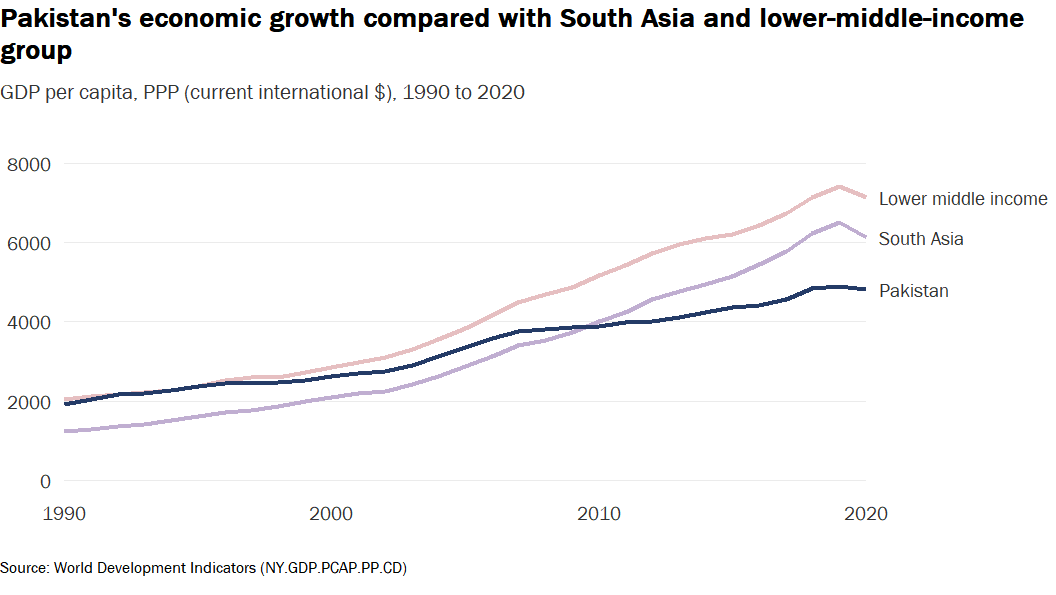 Pakistan's economic growth compared with South Asia and lower-middle-income
group
GDP per capita, PPP (current international $), 1990 to 2020
8000
Lower middle income
6000
South Asia
Pakistan
4000
2000
0
1990
2000
2010
2020
Source: World Development Indicators (NY.GDP.PCAP.PP.CD)